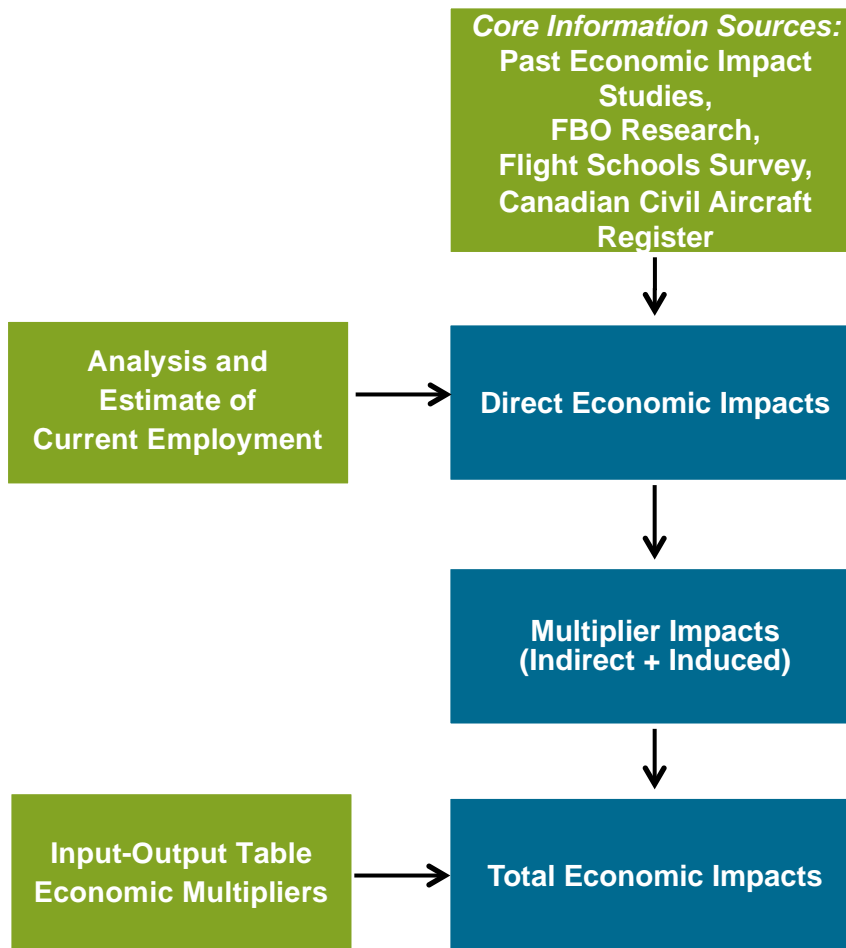 Core Information Sources:
Past Economic Impact
Studies,
FBO Research,
Flight Schools Survey,
Canadian Civil Aircraft
Register
Analysis and
Estimate of
Current Employment
Direct Economic Impacts
Multiplier Impacts
(Indirect + Induced)
Input-Output Table
Economic Multipliers
Total Economic Impacts